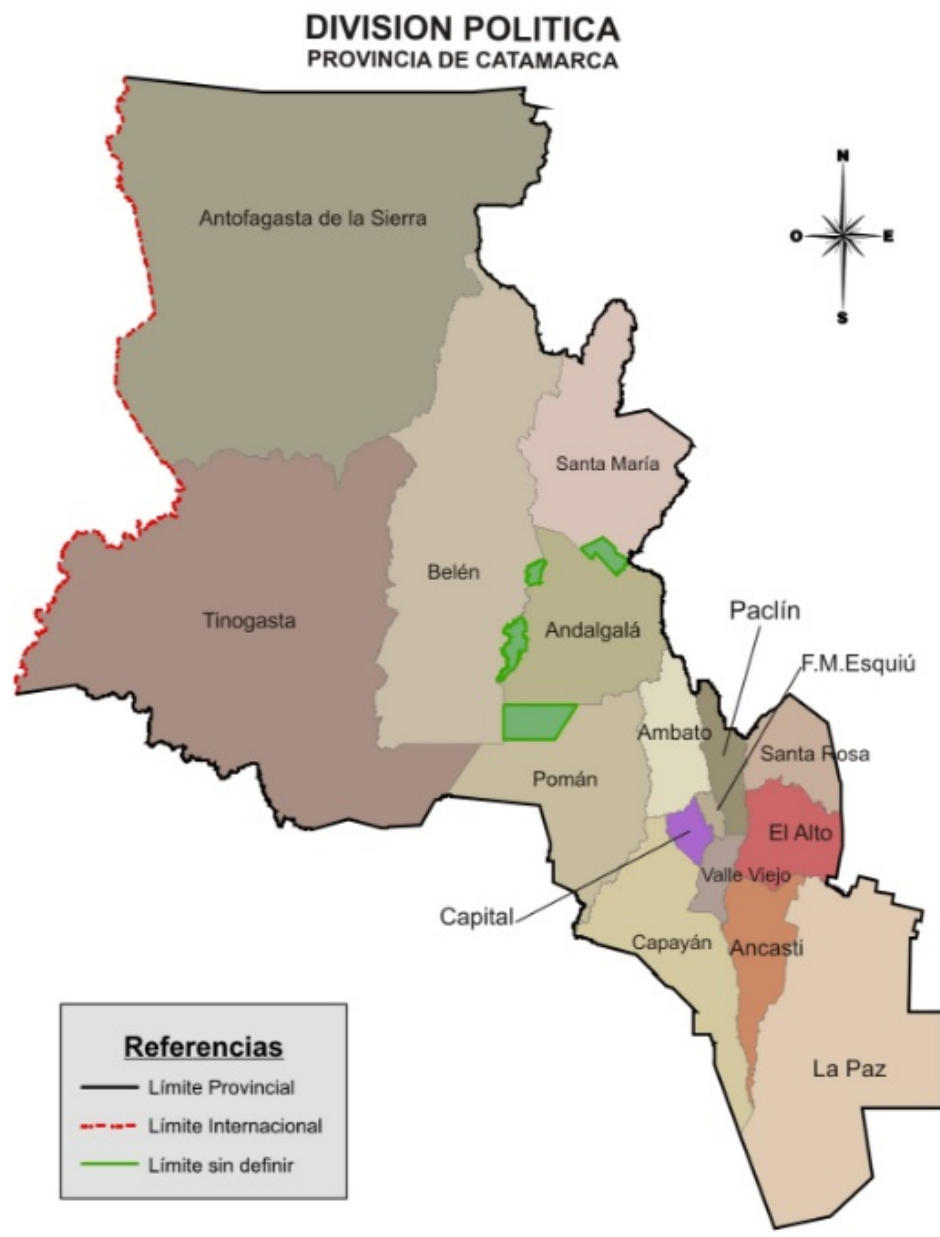 DIVISION POLITICA
PROVINCIA DE CATAMARCA
N
O
E
S
Antofagasta de la Sierra
Santa María
Belén
Tinogasta
Andalgalá
Paclín
F.M.Esquiú
Ambato
Santa Rosa
Pomán
El Alto
Valle Viejo
Capital
Capayán
Ancasti
La Paz
Referencias
Límite Provincial
Límite Internacional
Límite sin definir